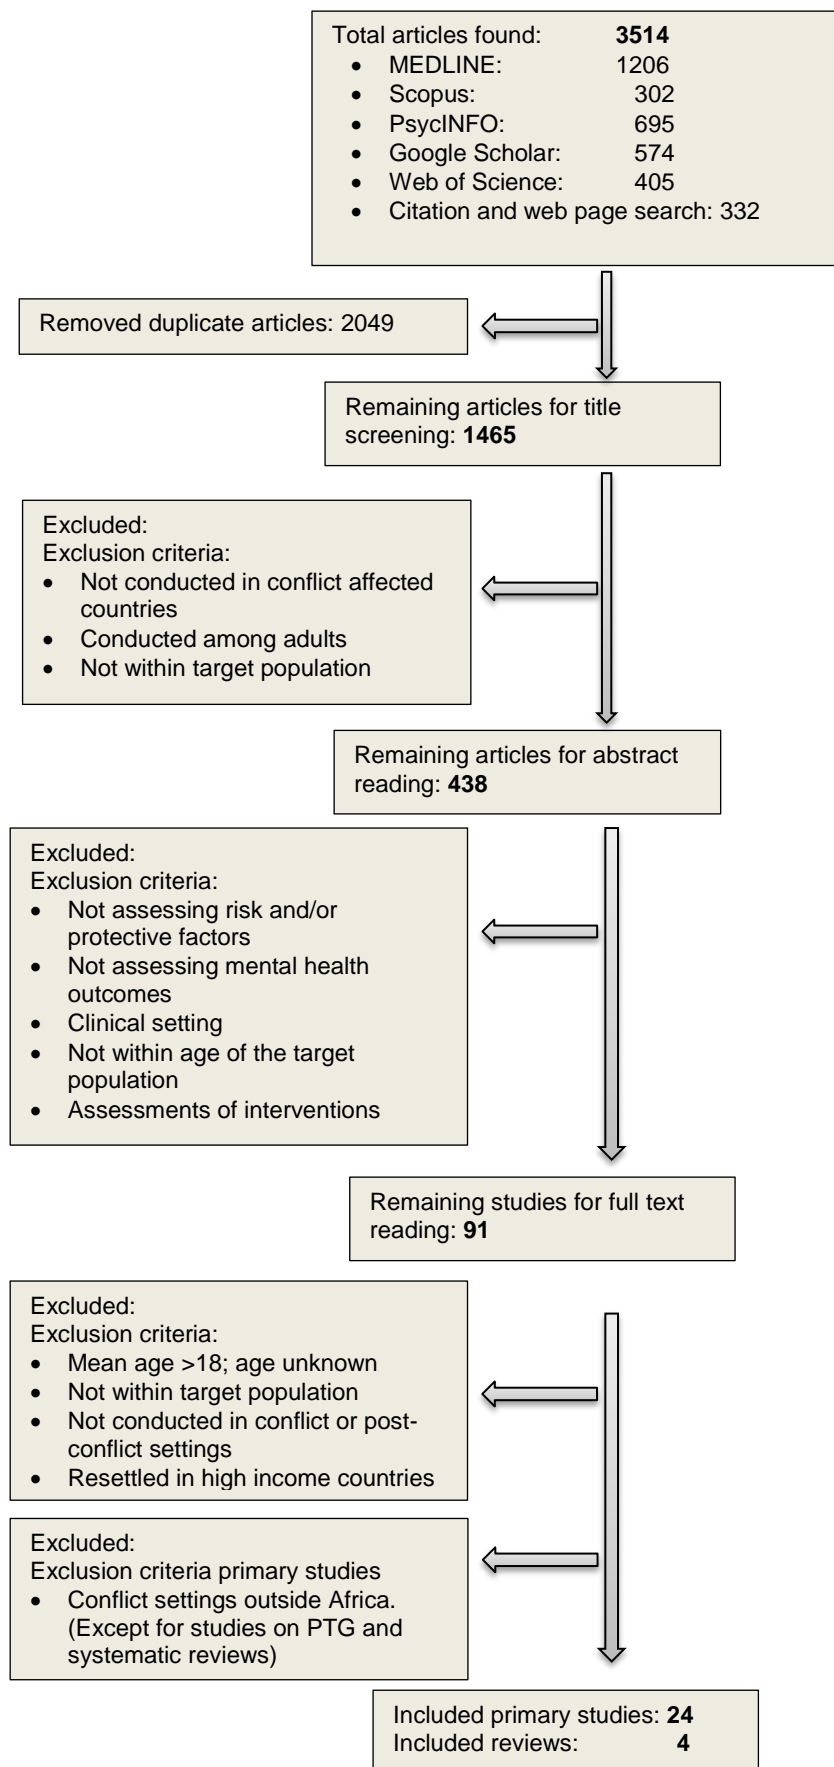 Total articles found: 3514
• MEDLINE: 1206
• Scopus: 302
• PsycINFO: 695
• Google Scholar: 574
• Web of Science: 405
• Citation and web page search: 332
Removed duplicate articles: 2049
Remaining articles for title
screening: 1465
Excluded:
Exclusion criteria:
• Not conducted in conflict affected
countries
• Conducted among adults
• Not within target population
Remaining articles for abstract
reading: 438
Excluded:
Exclusion criteria:
• Not assessing risk and/or
protective factors
• Not assessing mental health
outcomes
• Clinical setting
• Not within age of the target
population
• Assessments of interventions
Remaining studies for full text
reading: 91
Excluded:
Exclusion criteria:
• Mean age >18; age unknown
• Not within target population
• Not conducted in conflict or post-
conflict settings
• Resettled in high income countries
Excluded:
Exclusion criteria primary studies
• Conflict settings outside Africa.
(Except for studies on PTG and
systematic reviews)
Included primary studies: 24
Included reviews: 4